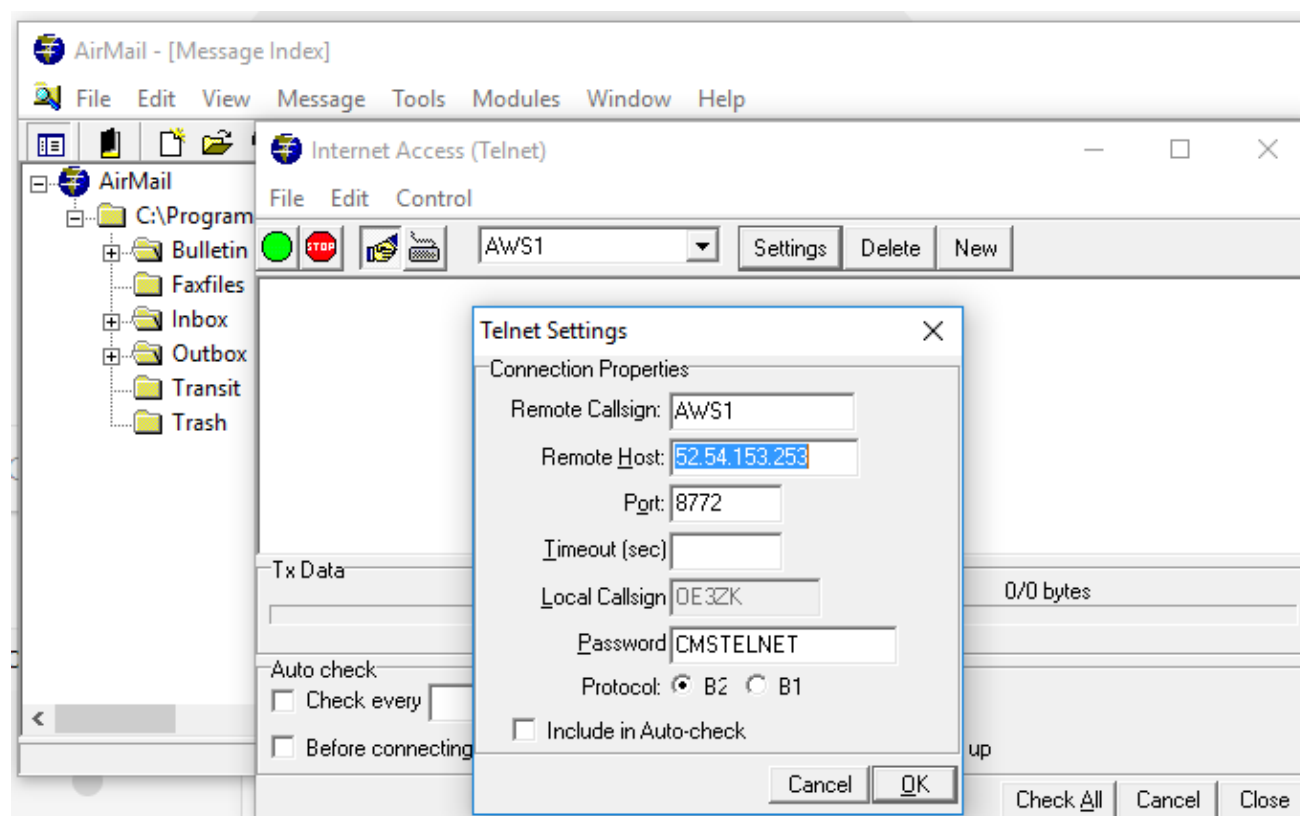 AirMail - [Message Index]
File Edit View Message Tools Modules Window Help
Internet Access (Telnet)
File Edit Control
STOP AWS1 Settings Delete New
AirMail
C:\Program
Bulletin
Faxfiles
Inbox
Outbox
Transit
Trash
Telnet Settings
Connection Properties
Remote Callsign: AWS1
Remote Host: 52.54.153.253
Port: 8772
Timeout (sec)
Local Callsign OE3ZK
Password CMSTELNET
Protocol: B2 B1
Include in Auto-check
Cancel OK
Tx Data
0/0 bytes
Auto check
Check every
Before connecting up
Check All Cancel Close